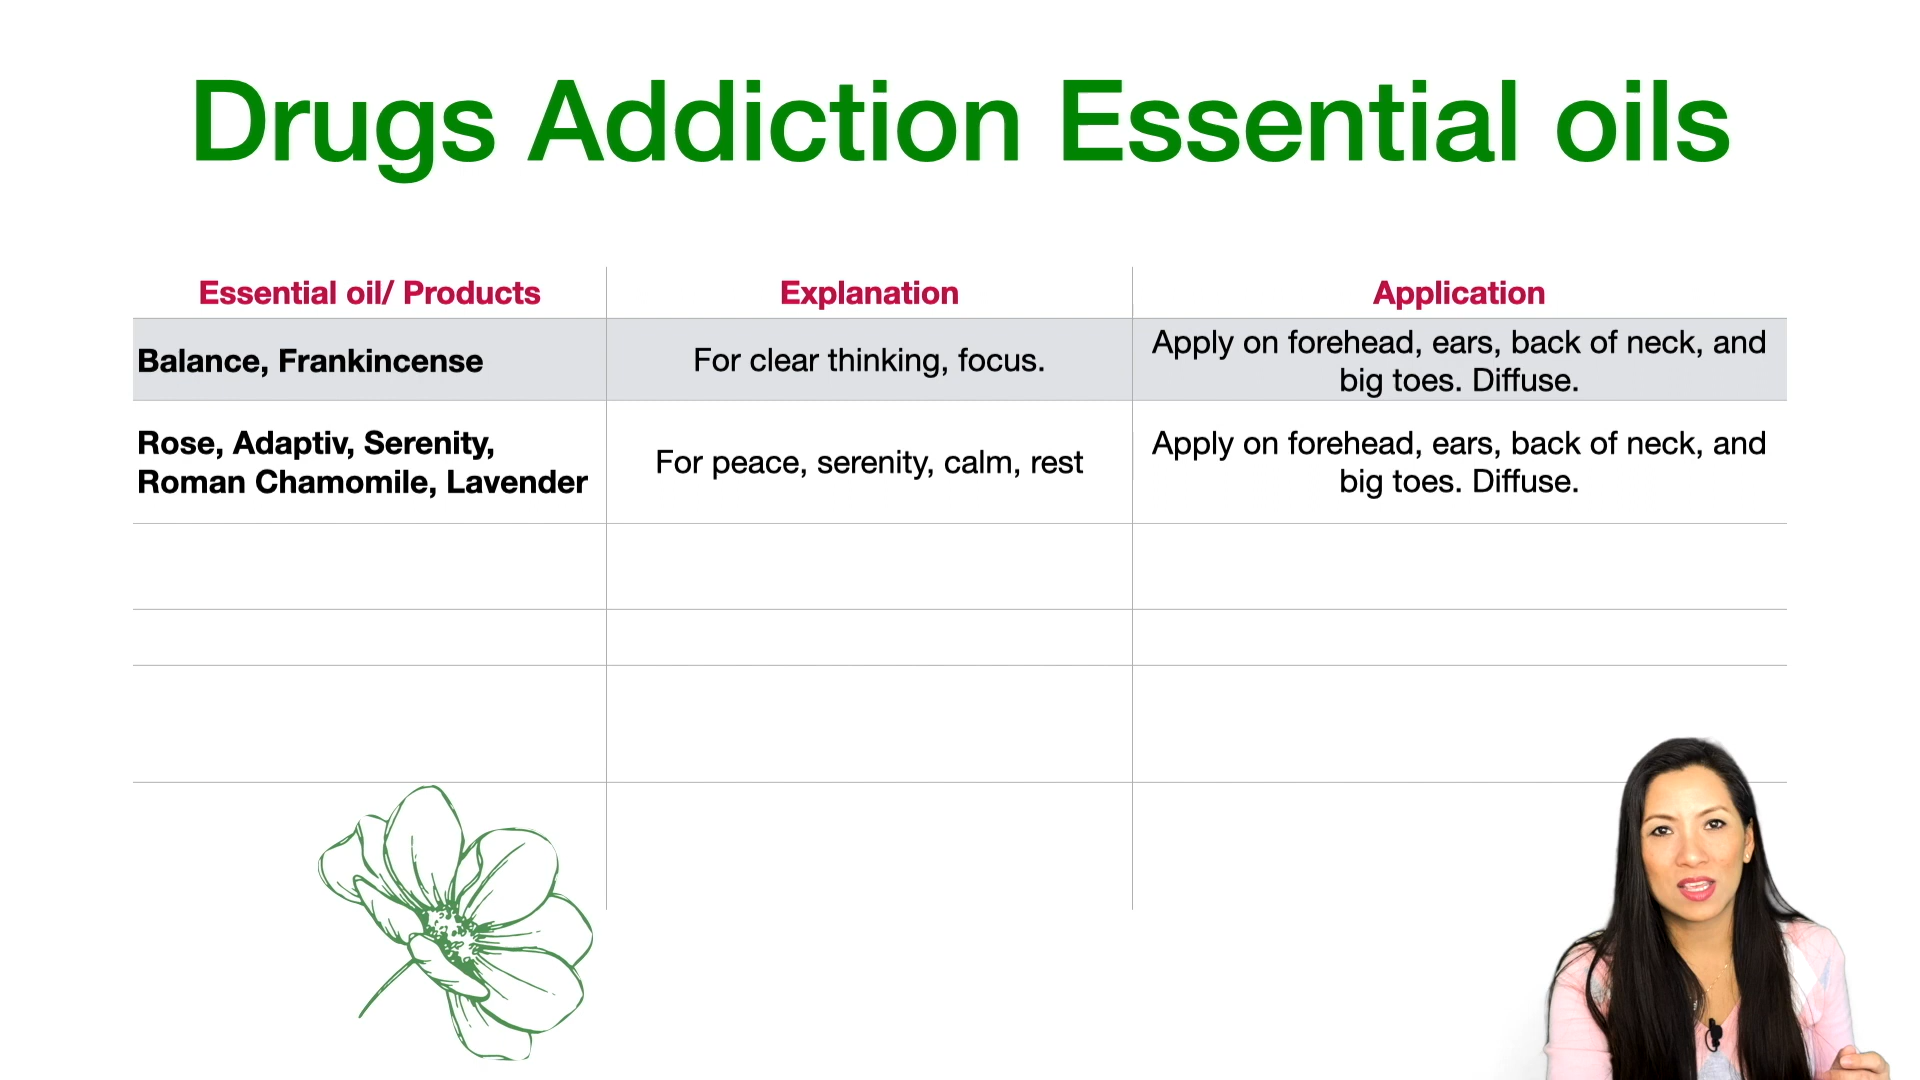 Drugs Addiction Essential oils
Essential oil/ Products
Explanation
Application
Balance, Frankincense
For clear thinking, focus.
Apply on forehead, ears, back of neck, and
big toes. Diffuse.
Rose, Adaptiv, Serenity,
Roman Chamomile, Lavender
For peace, serenity, calm, rest
Apply on forehead, ears, back of neck, and
big toes. Diffuse.